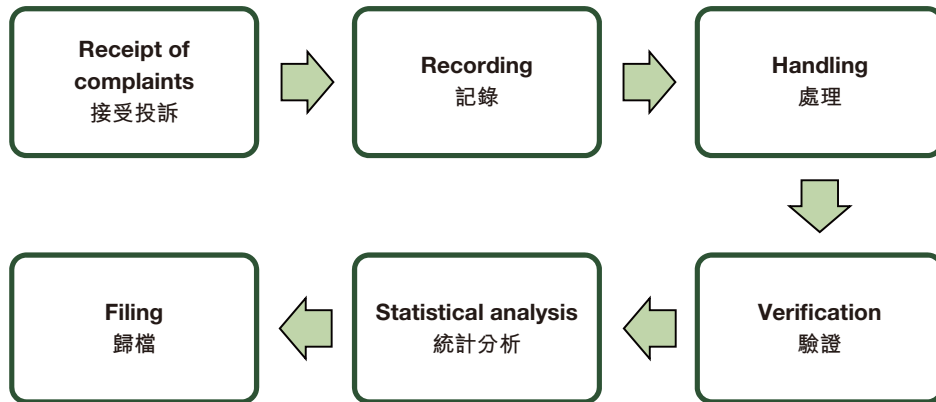 Receipt of
complaints
接受投訴
Recording
記錄
Handling
處理
Verification
驗證
Statistical analysis
統計分析
Filing
歸檔